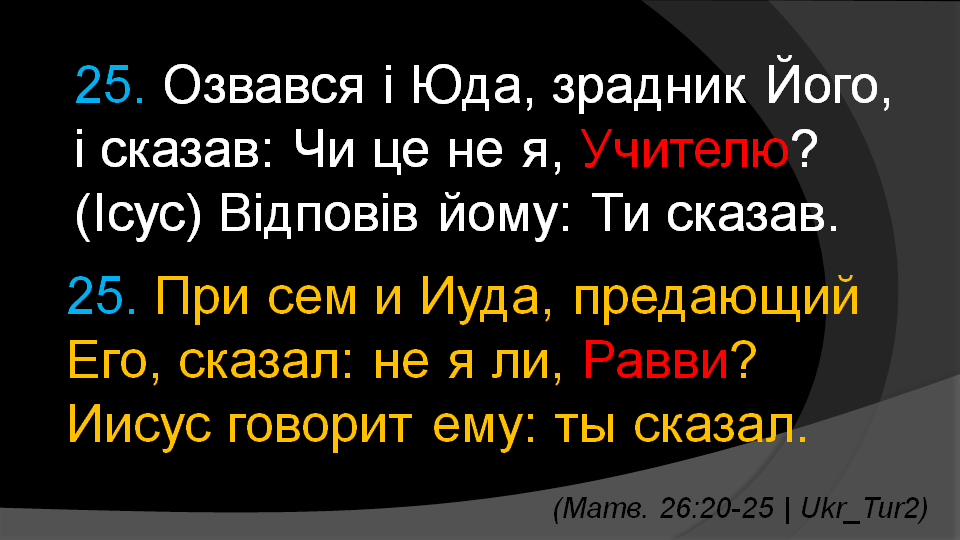 25. Озвався і Юда, зрадник Його,
і сказав: Чи це не я, Учителю?
(Ісус) Відповів йому: Ти сказав.
25. При сем и Иуда, предающий
Его, сказал: не я ли, Равви?
Иисус говорит ему: ты сказал.
(Матв. 26:20-25 | Ukr_Tur2)